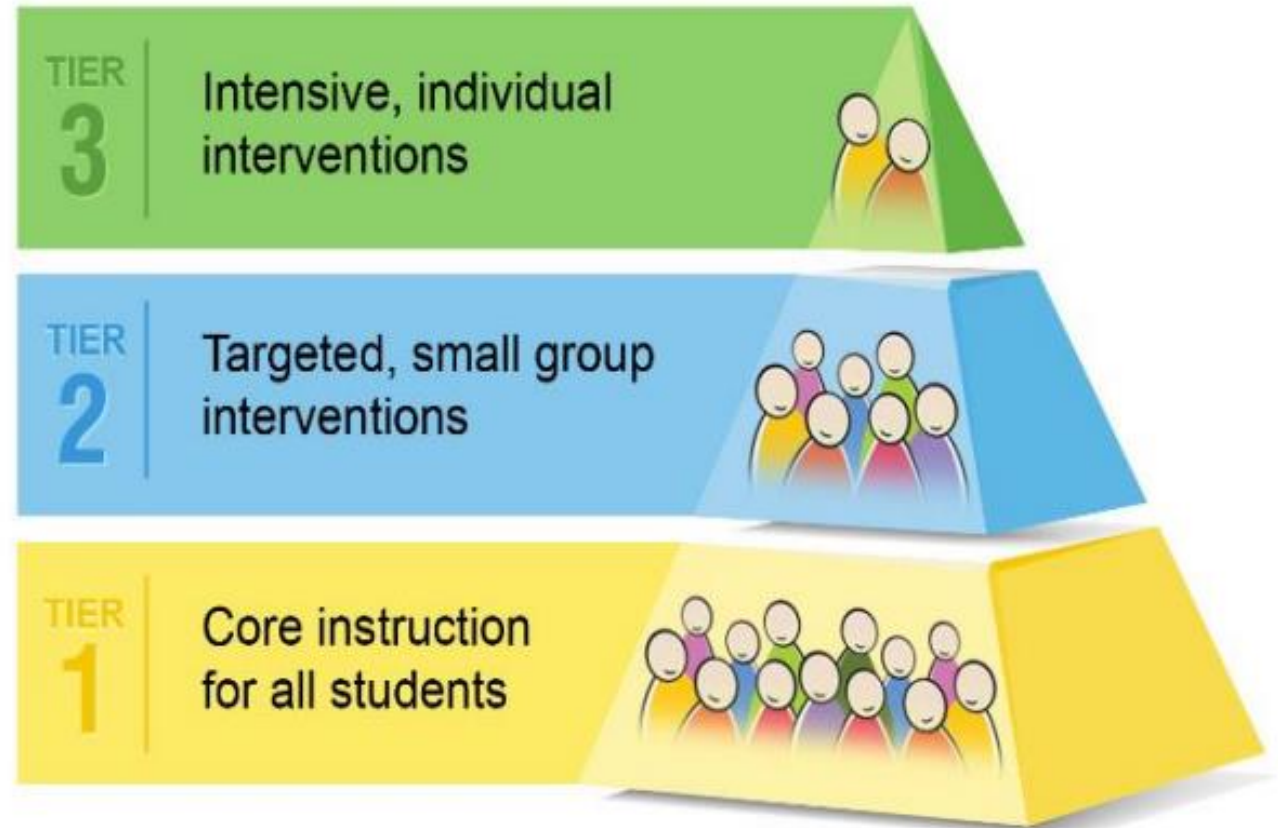 TIER
3
Intensive, individual
interventions
TIER
2
Targeted, small group
interventions
TIER
1
Core instruction
for all students